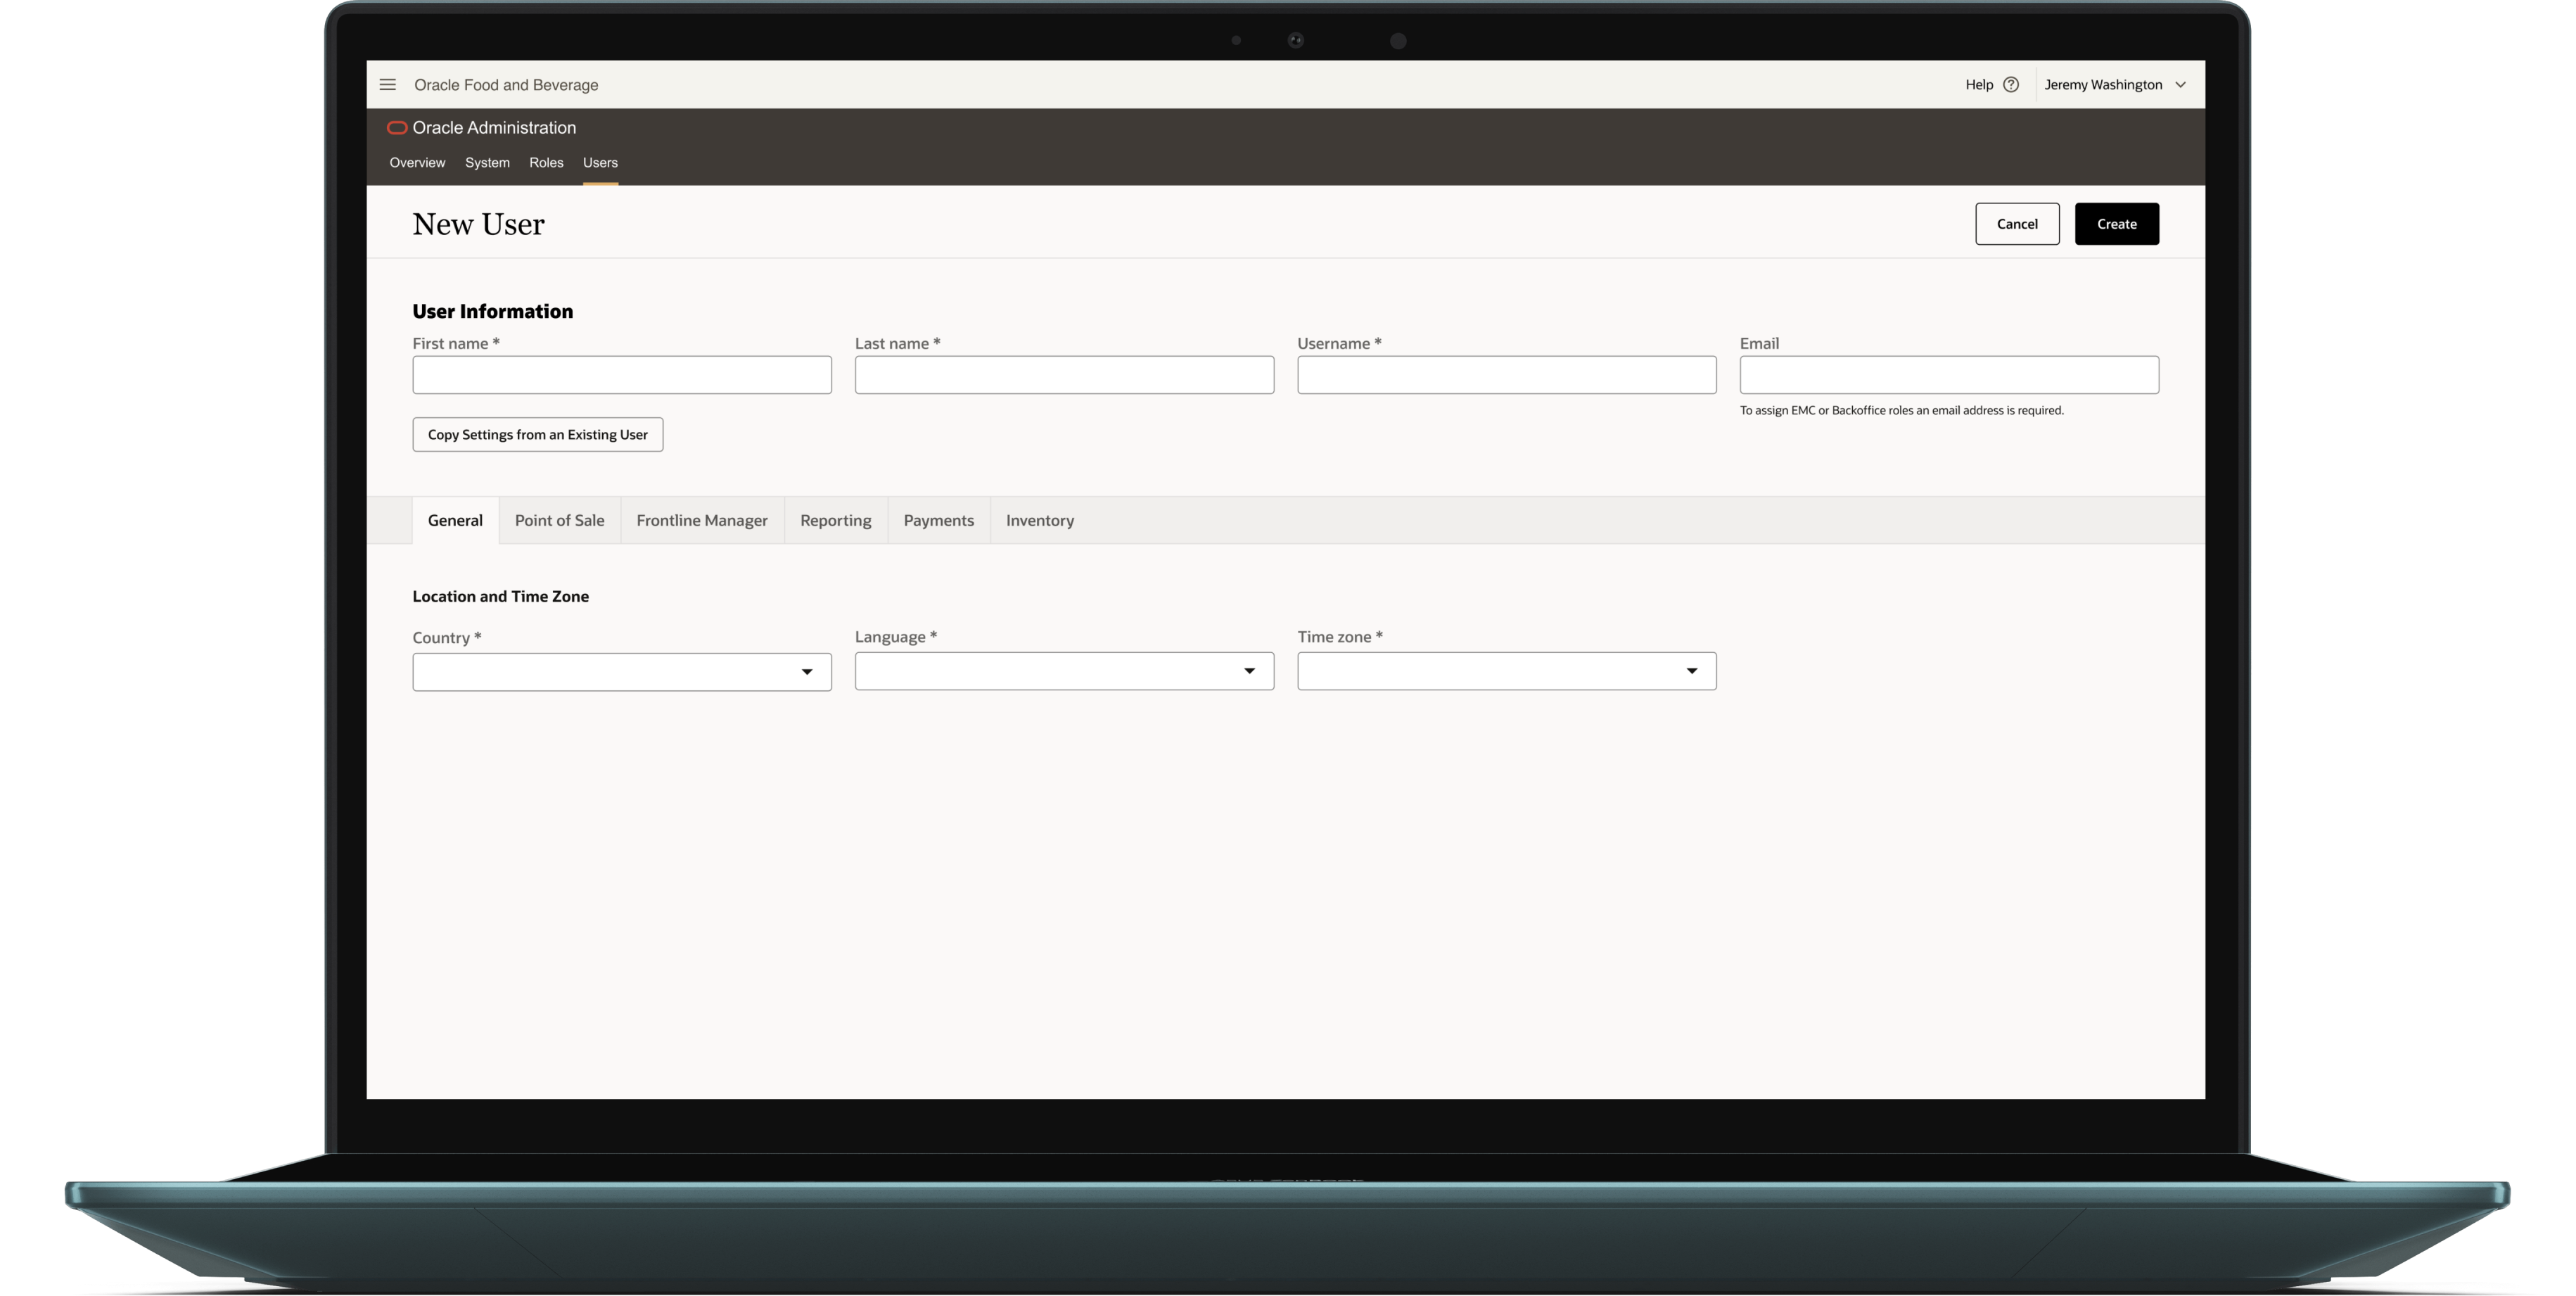 Oracle Food and Beverage
Help
Jeremy Washington
Oracle Administration
Overview System Roles Users
New User
Cancel
Create
User Information
First name *
Last name *
Username *
Email
To assign EMC or Backoffice roles an email address is required.
Copy Settings from an Existing User
General Point of Sale Frontline Manager Reporting Payments Inventory
Location and Time Zone
Country *
Language *
Time zone *